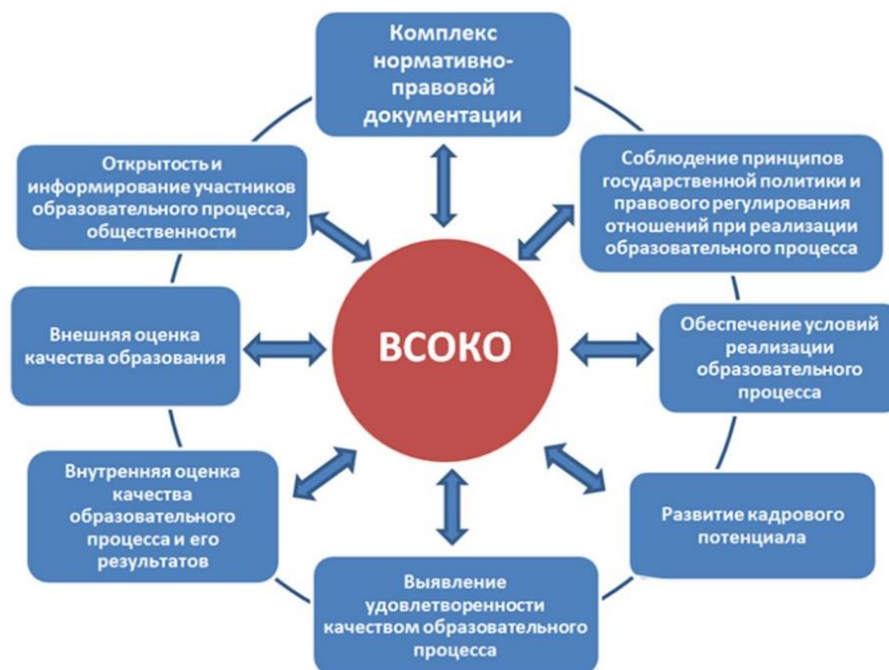 Комплекс
нормативно-
правовой
документации
Соблюдение принципов
государственной политики и
правового регулирования
отношений при реализации
образовательного процесса
Обеспечение условий
реализации
образовательного
процесса
Развитие кадрового
потенциала
Выявление
удовлетворенности
качеством образовательного
процесса
Внутренняя оценка
качества
образовательного
процесса и его
результатов
Внешняя оценка
качества образования
Открытость и
информирование участников
образовательного процесса,
общественности
ВСОКО